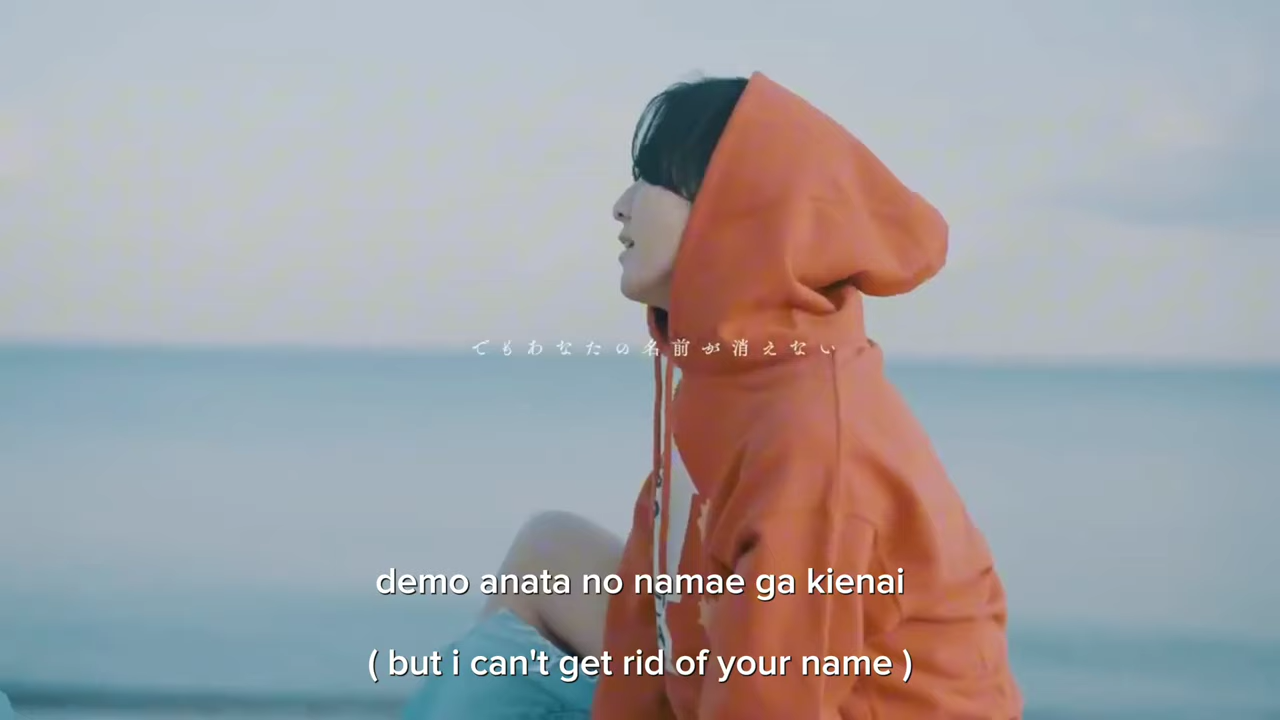 でもあなたの名前が消えない
demo anata no namae ga kienai
( but i can't get rid of your name )